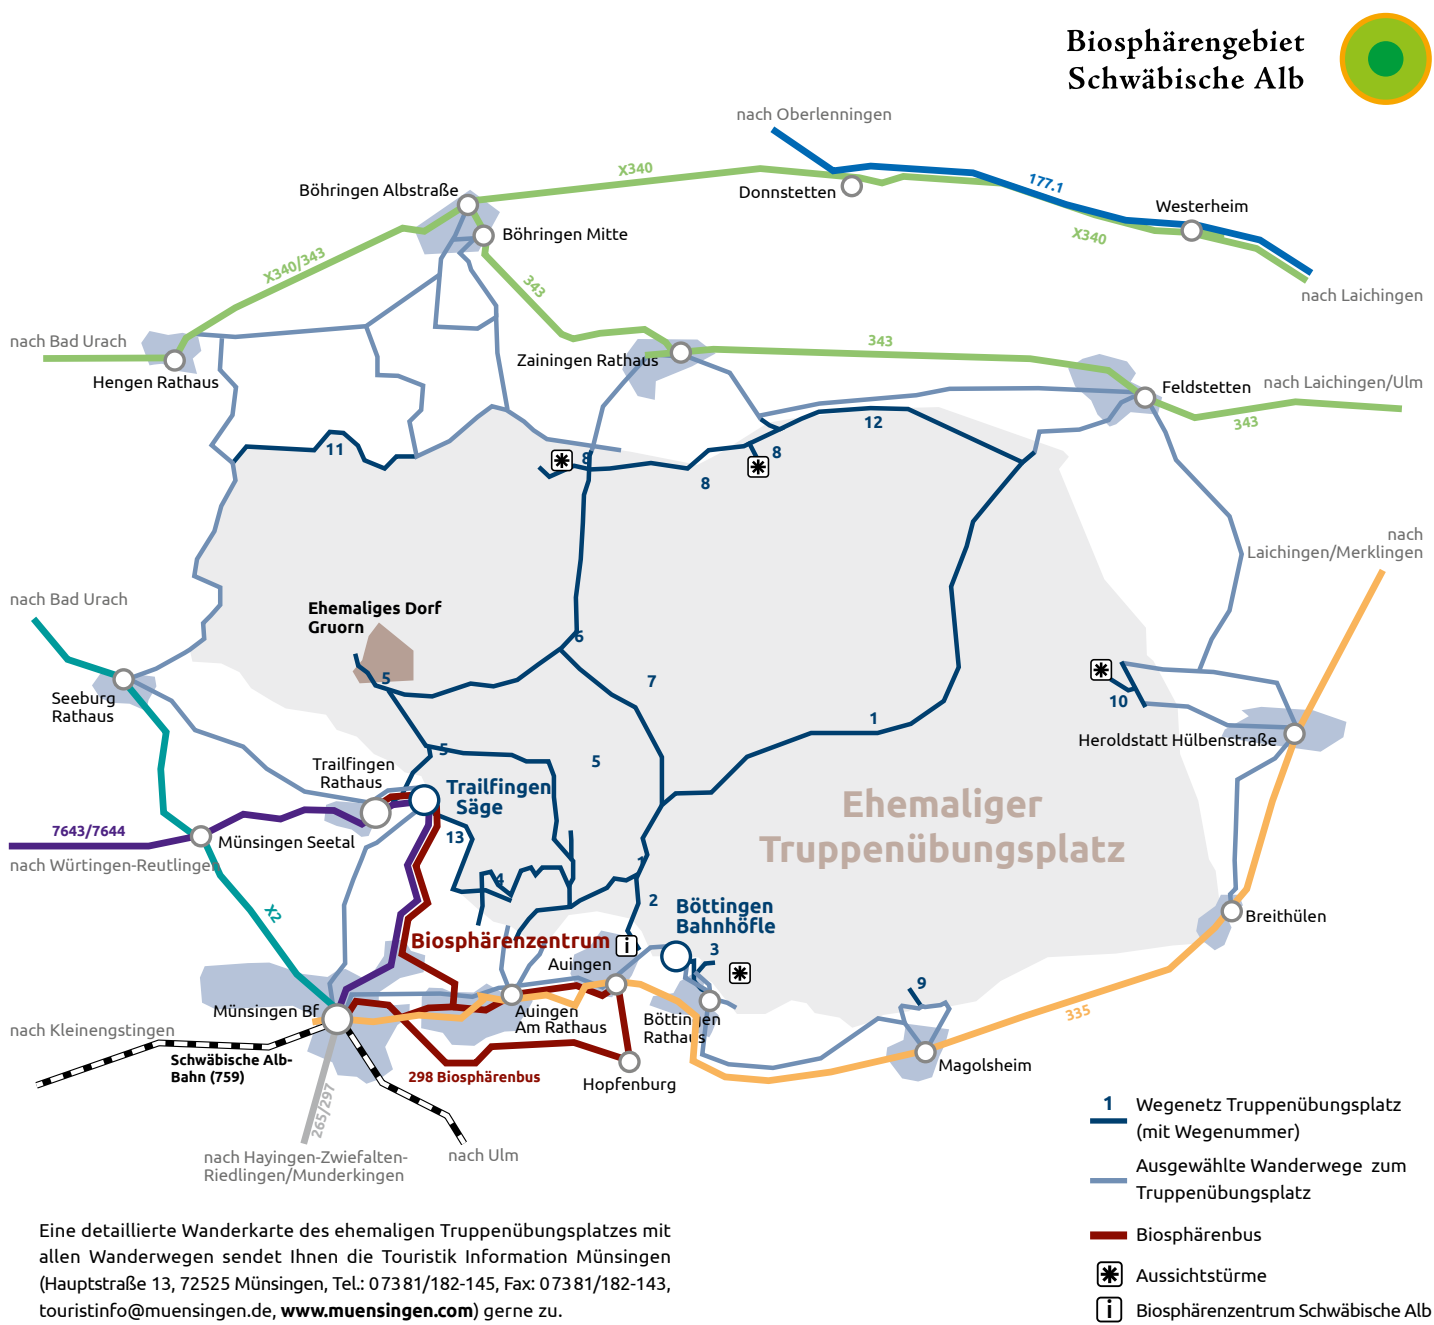 Biosphärengebiet
Schwäbische Alb
nach Oberlenningen
X340
Böhringen Albstraße
Donnstetten
177.1
Westerheim
Böhringen Mitte
X340
X340/343
343
nach Laichingen
nach Bad Urach
Zainingen Rathaus
343
Hengen Rathaus
Feldstetten
nach Laichingen/Ulm
343
12
11
8
8
8
nach
Laichingen/Merklingen
nach Bad Urach
Ehemaliges Dorf
Gruorn
6
5
7
Seeburg
Rathaus
10
1
Heroldstatt Hülbenstraße
5
5
Trailfingen
Rathaus
Trailfingen
Säge
Ehemaliger
Truppenübungsplatz
7643/7644
Münsingen Seetal
13
nach Würtingen-Reutlingen
1
4
2
X2
Böttingen
Bahnhöfle
Breithülen
Biosphärenzentrum
i
3
Auingen
9
Münsingen Bf
Auingen
Am Rathaus
Böttingen
Rathaus
335
nach Kleinengstingen
Schwäbische Alb-
Bahn (759)
298 Biosphärenbus
Hopfenburg
Magolsheim
265/297
nach Hayingen-Zwiefalten-
Riedlingen/Munderkingen
nach Ulm
1 Wegenetz Truppenübungsplatz
(mit Wegenummer)
Ausgewählte Wanderwege zum
Truppenübungsplatz
Biosphärenbus
Aussichtstürme
i Biosphärenzentrum Schwäbische Alb
Eine detaillierte Wanderkarte des ehemaligen Truppenübungsplatzes mit
allen Wanderwegen sendet Ihnen die Touristik Information Münsingen
(Hauptstraße 13, 72525 Münsingen, Tel.: 0 73 81/182-145, Fax: 0 73 81/182-143,
touristinfo@muensingen.de, www.muensingen.com) gerne zu.